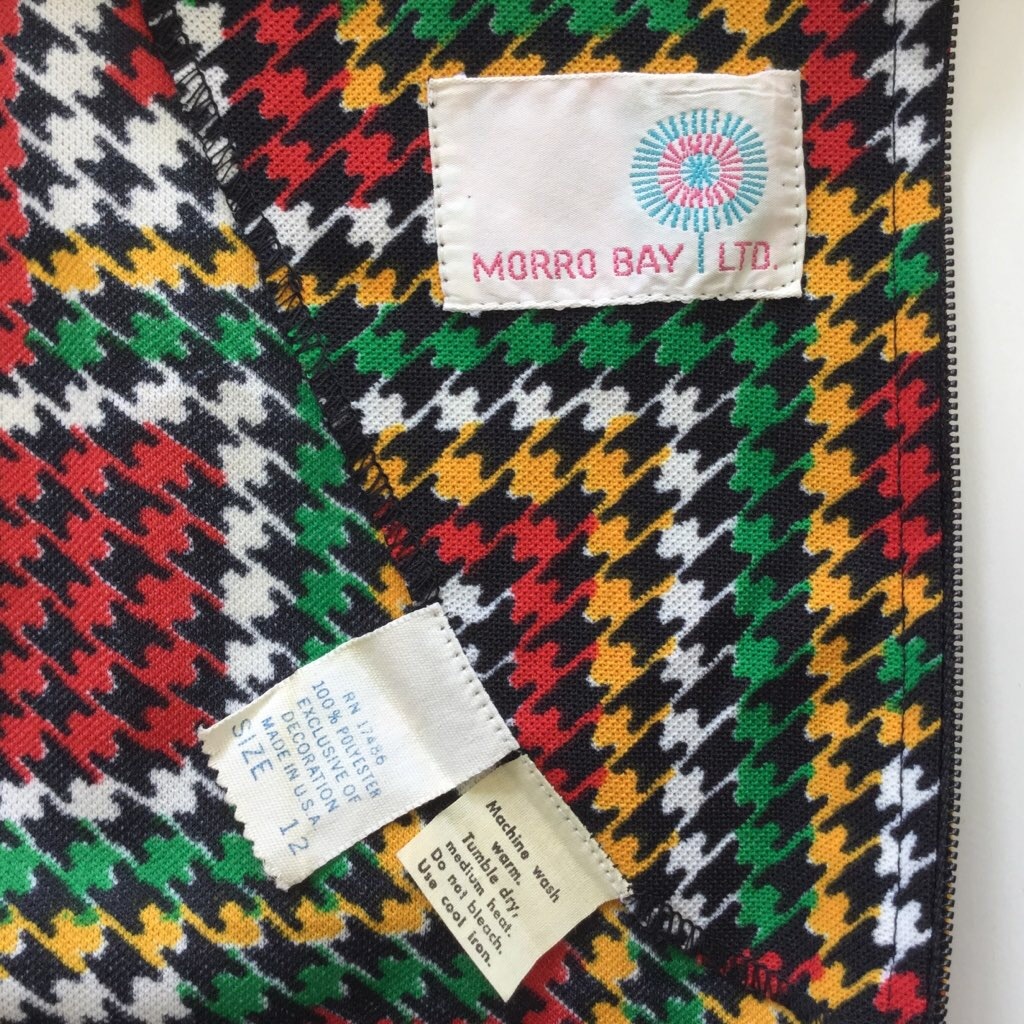 MORRO BAY LTD.
RN 17486
100% POLYESTER
EXCLUSIVE OF
DECORATION
MADE IN U S A
SIZE 12
Machine wash
warm.
Tumble dry,
medium heat.
Do not bleach.
Use cool iron.